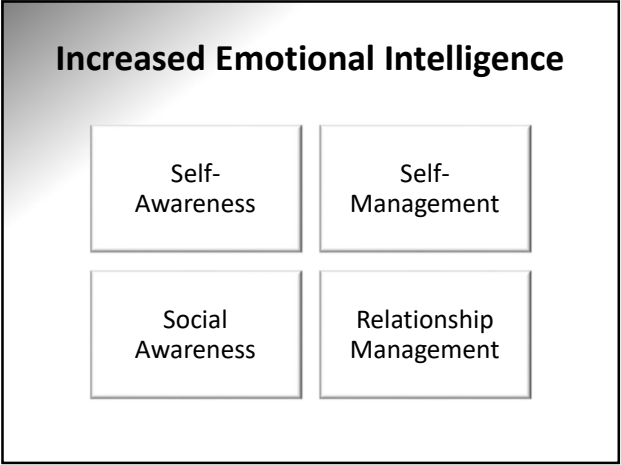 Increased Emotional Intelligence
Self-
Awareness
Self-
Management
Social
Awareness
Relationship
Management